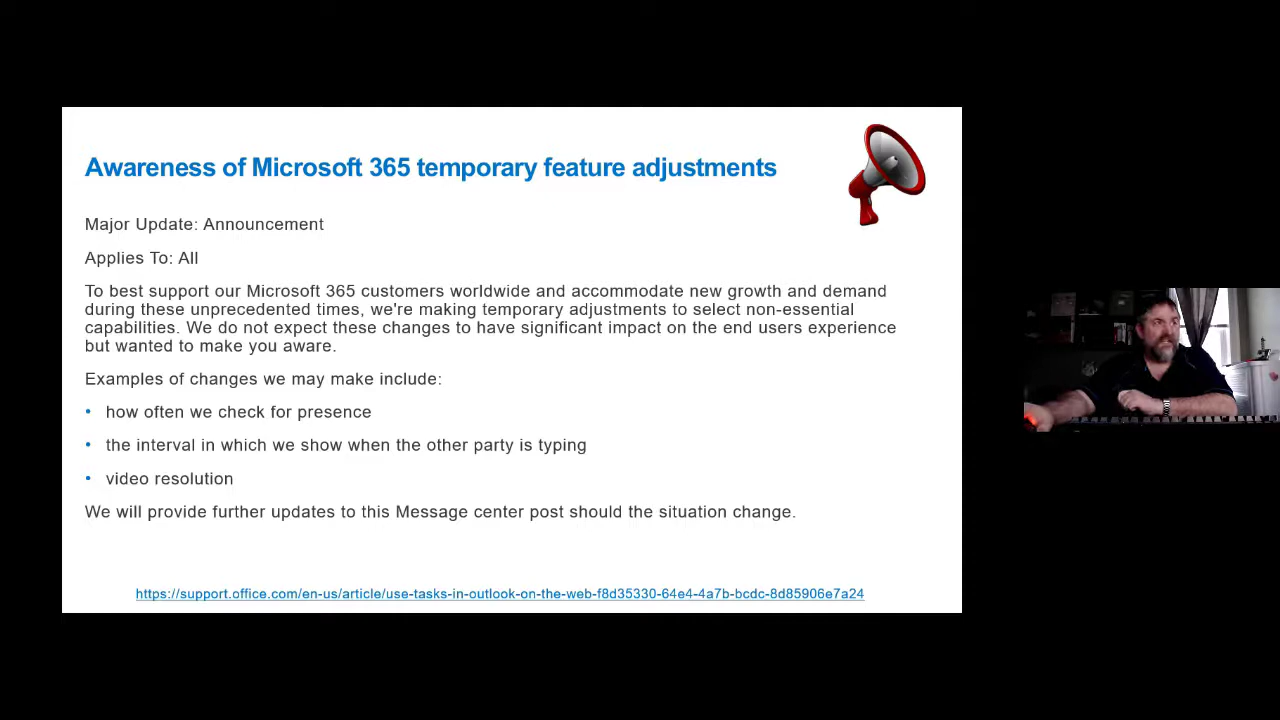 Awareness of Microsoft 365 temporary feature adjustments
Major Update: Announcement
Applies To: All
To best support our Microsoft 365 customers worldwide and accommodate new growth and demand
during these unprecedented times, we're making temporary adjustments to select non-essential
capabilities. We do not expect these changes to have significant impact on the end users experience
but wanted to make you aware.
Examples of changes we may make include:
• how often we check for presence
• the interval in which we show when the other party is typing
• video resolution
We will provide further updates to this Message center post should the situation change.
https://support.office.com/en-us/article/use-tasks-in-outlook-on-the-web-f8d35330-64e4-4a7b-bcdc-8d85906e7a24